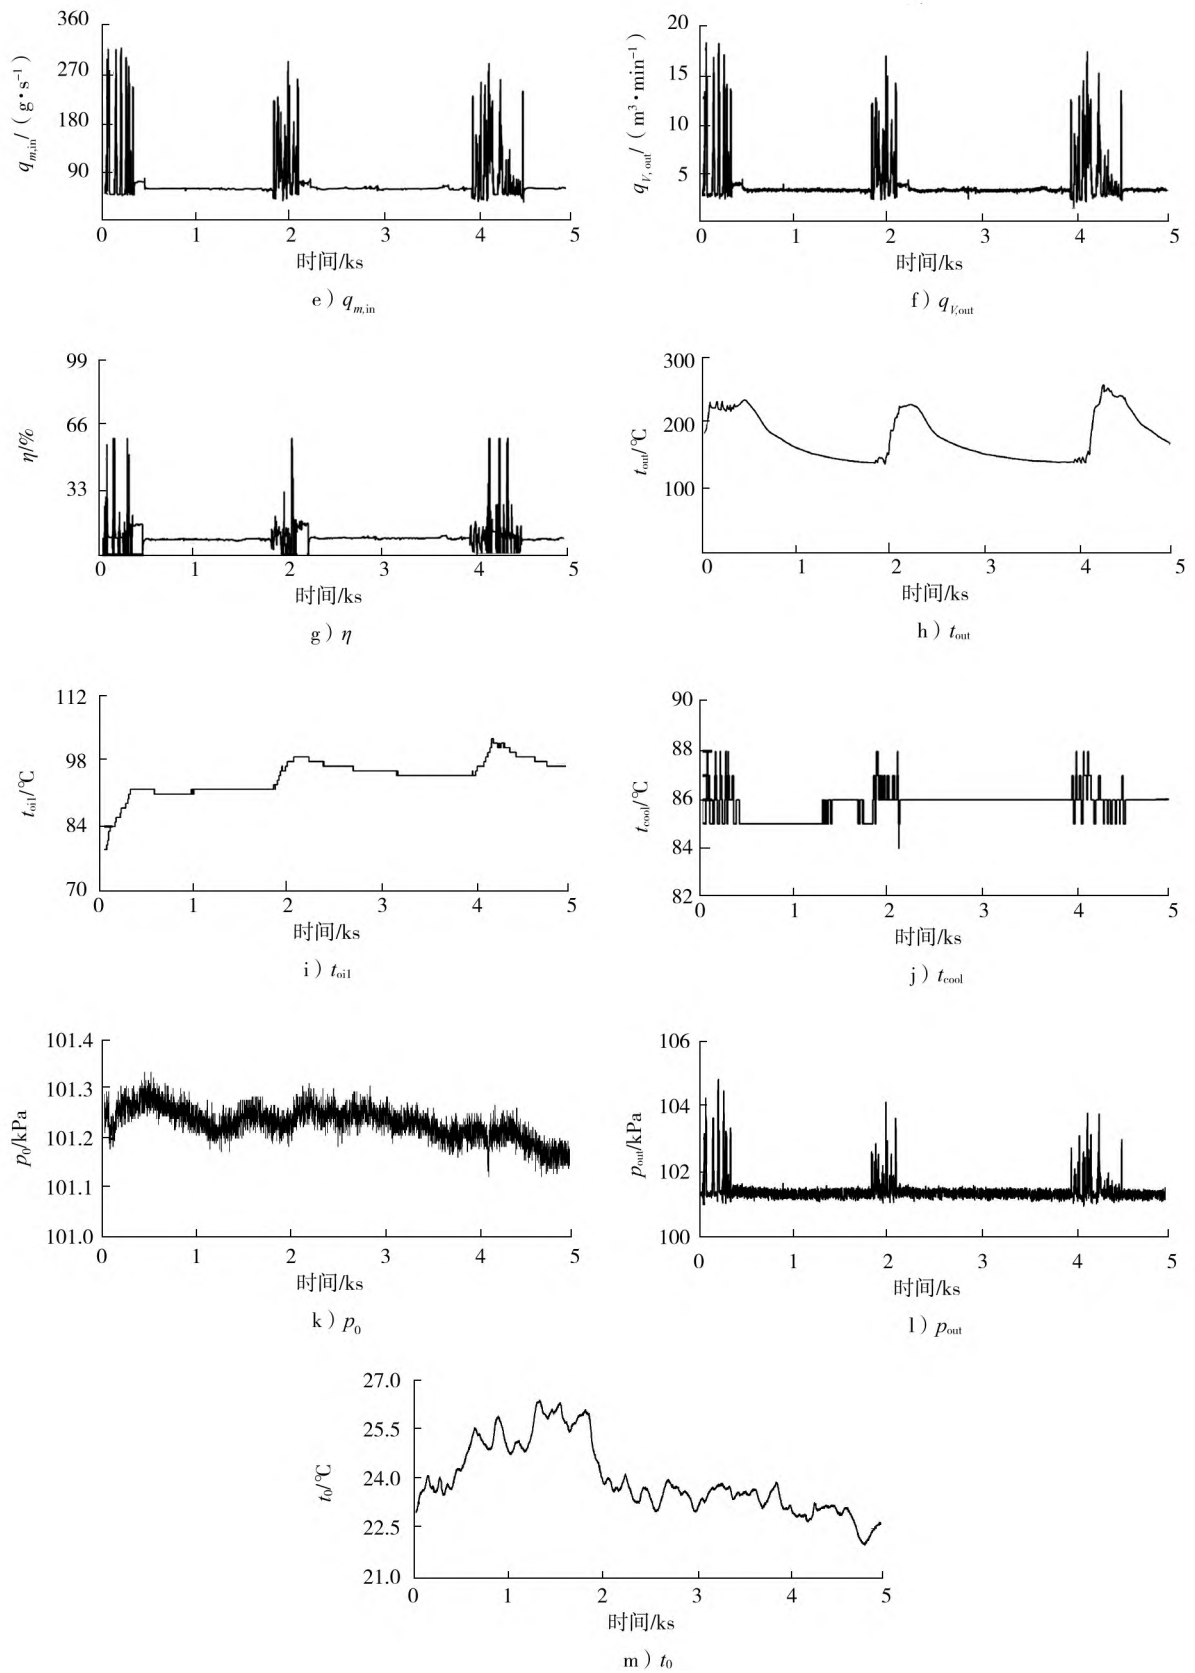 360
270
180
90
q_m,in/（g·s⁻¹）
0 1 2 3 4 5
时间/ks
e）q_m,in
20
15
10
5
q_V,out/（m³·min⁻¹）
0 1 2 3 4 5
时间/ks
f）q_V,out
99
66
33
η/%
0 1 2 3 4 5
时间/ks
g）η
300
200
100
t_out/℃
0 1 2 3 4 5
时间/ks
h）t_out
112
98
84
70
t_oil/℃
0 1 2 3 4 5
时间/ks
i）t_oil
90
88
86
84
82
t_cool/℃
0 1 2 3 4 5
时间/ks
j）t_cool
101.4
101.3
101.2
101.1
101.0
p₀/kPa
0 1 2 3 4 5
时间/ks
k）p₀
106
104
102
100
p_out/kPa
0 1 2 3 4 5
时间/ks
l）p_out
27.0
25.5
24.0
22.5
21.0
t₀/℃
0 1 2 3 4 5
时间/ks
m）t₀